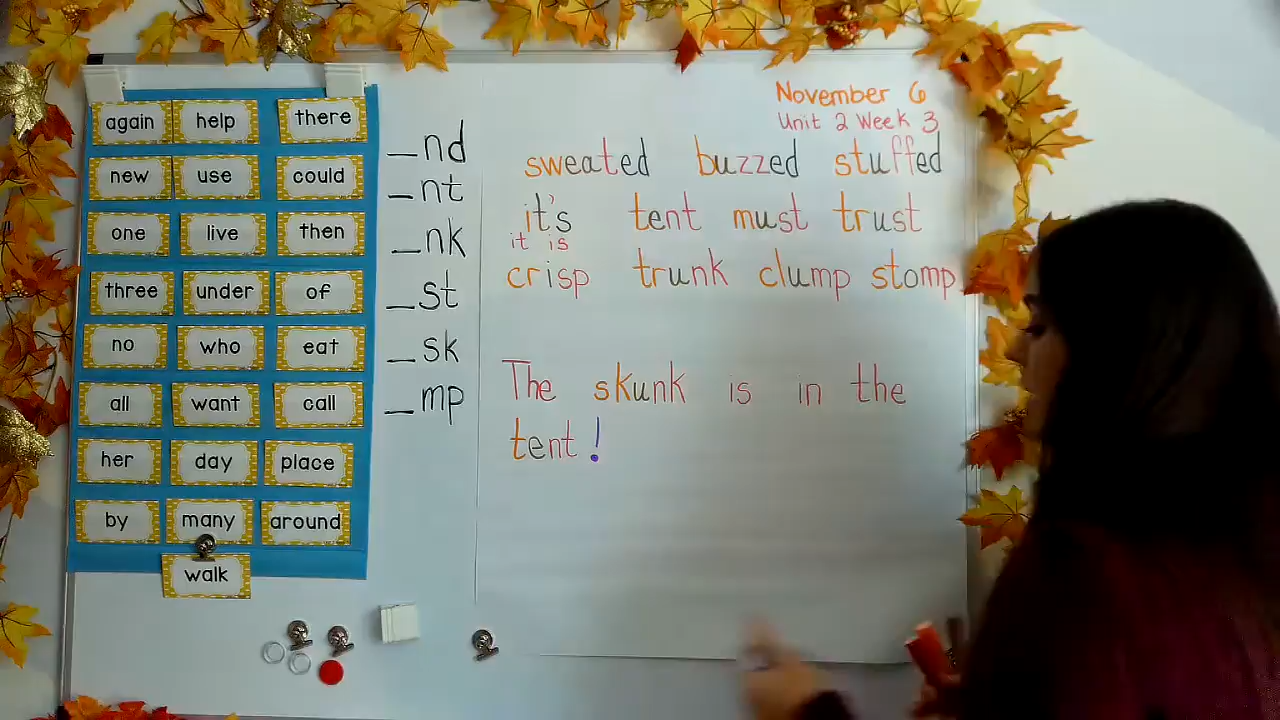 again help there
new use could
one live then
three under of
no who eat
all want call
her day place
by many around
walk
_nd
_nt
_nk
_st
_sk
_mp
November 6
Unit 2 Week 3
sweated buzzed stuffed
it's tent must trust
it is
crisp trunk clump stomp
The skunk is in the
tent!